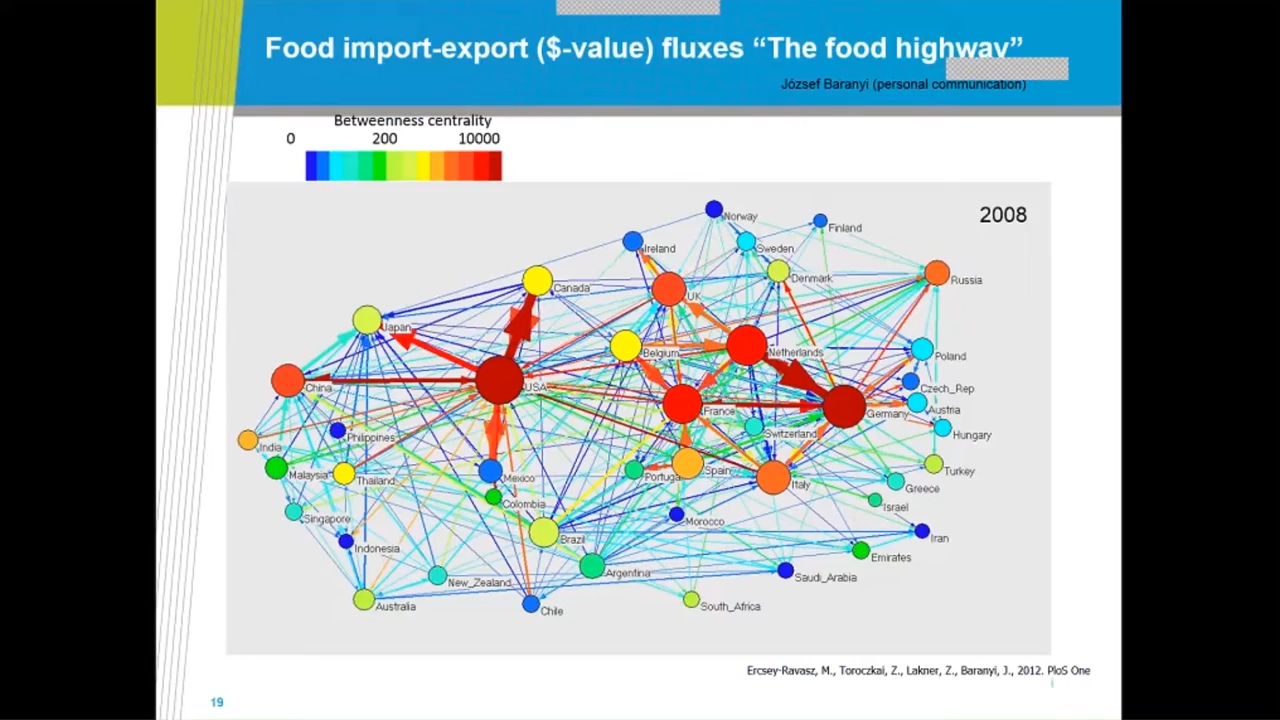 Food import-export ($-value) fluxes “The food highway”
József Baranyi (personal communication)
Betweenness centrality
0 200 10000
2008
Norway
Finland
Ireland
Sweden
Denmark
Russia
Canada
UK
Japan
Belgium
Netherlands
Poland
China
USA
Czech_Rep
France
Germany
Austria
Switzerland
Hungary
Philippines
India
Malaysia
Thailand
Mexico
Portugal
Spain
Italy
Turkey
Greece
Colombia
Israel
Singapore
Morocco
Brazil
Iran
Indonesia
Emirates
Argentina
Saudi_Arabia
New_Zealand
Australia
Chile
South_Africa
Ercsey-Ravasz, M., Toroczkai, Z., Lakner, Z., Baranyi, J., 2012. PloS One
19